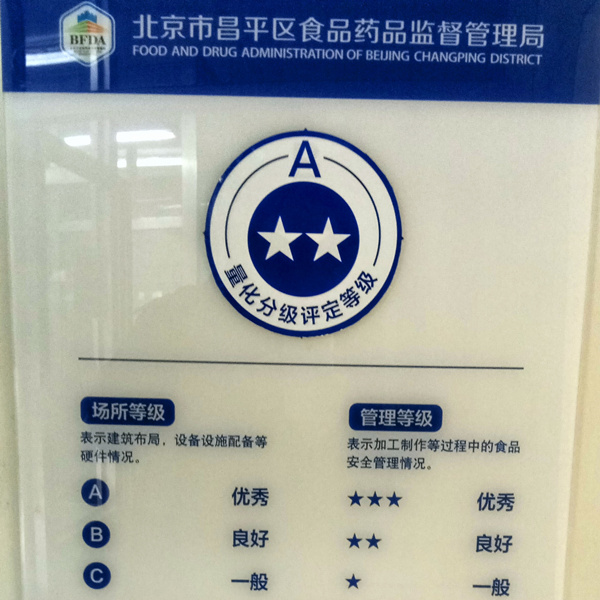 BFDA
北京市昌平区食品药品监督管理局
FOOD AND DRUG ADMINISTRATION OF BEIJING CHANGPING DISTRICT
A
量化分级评定等级
场所等级
表示建筑布局，设备设施配备等
硬件情况。
A 优秀
B 良好
C 一般
管理等级
表示加工制作等过程中的食品
安全管理情况。
★★★ 优秀
★★ 良好
★ 一般